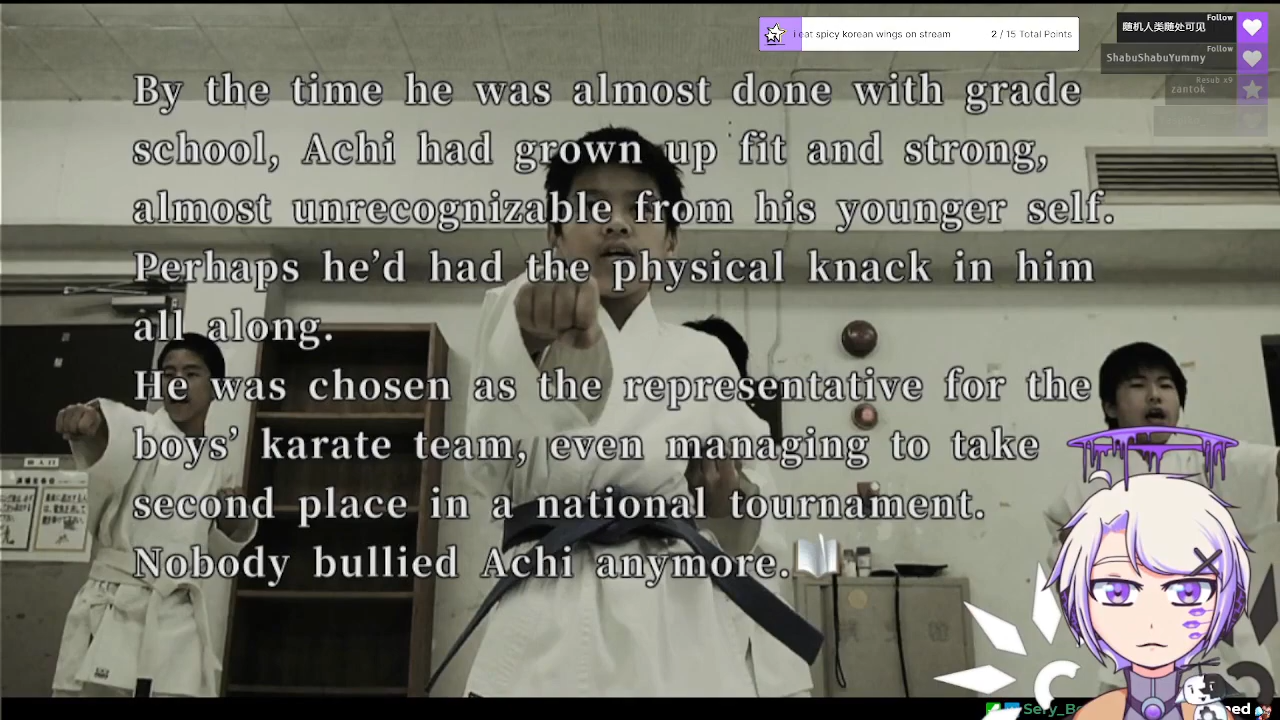 i eat spicy korean wings on stream 2 / 15 Total Points
Follow
随机人类随处可见
Follow
ShabuShabuYummy
Resub x9
zantok
By the time he was almost done with grade
school, Achi had grown up fit and strong,
almost unrecognizable from his younger self.
Perhaps he’d had the physical knack in him
all along.
He was chosen as the representative for the
boys’ karate team, even managing to take
second place in a national tournament.
Nobody bullied Achi anymore.